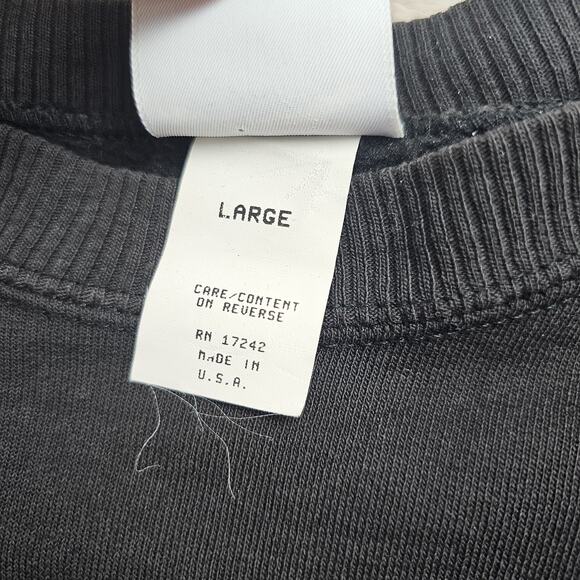 LARGE
CARE/CONTENT
ON REVERSE
RN 17242
MADE IN
U.S.A.